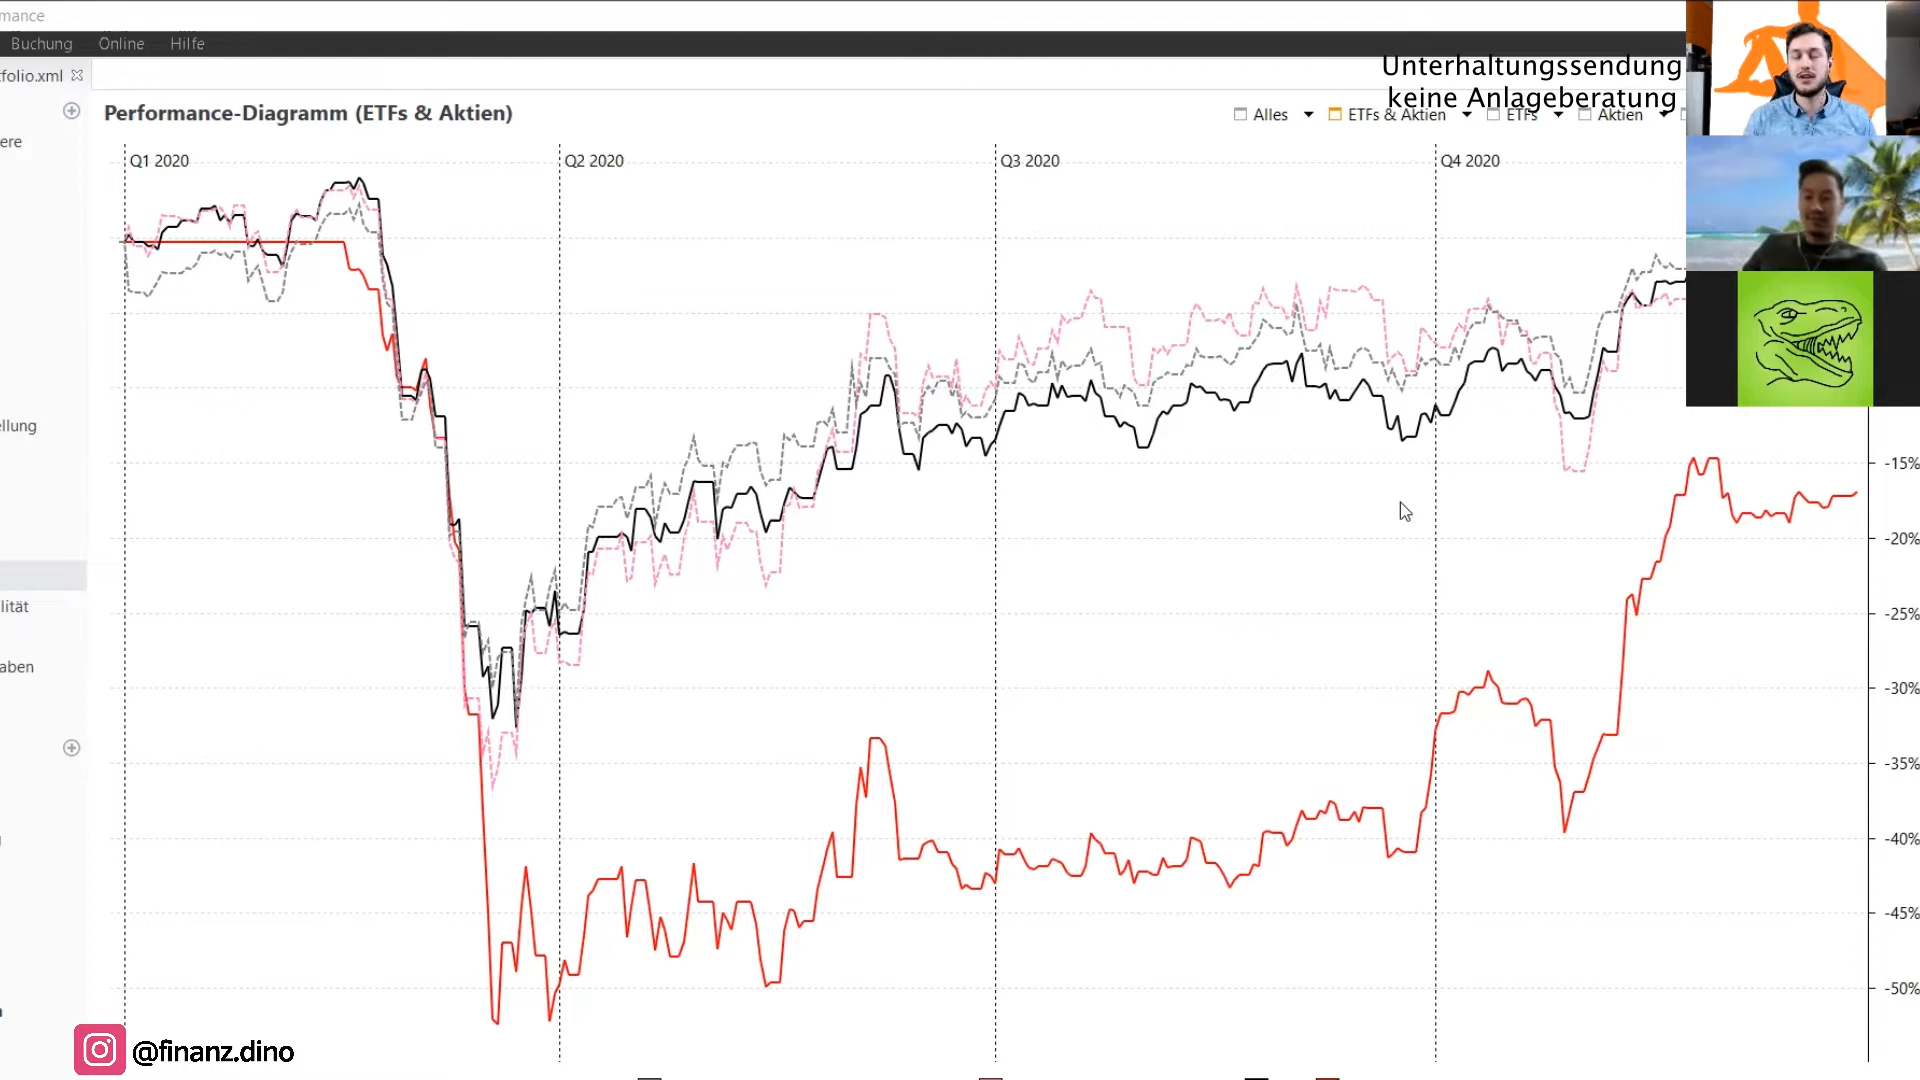 mance
Buchung Online Hilfe
Unterhaltungssendung
keine Anlageberatung
folio.xml
Performance-Diagramm (ETFs & Aktien)
Alles ETFs & Aktien ETFs Aktien
ere
Q1 2020 Q2 2020 Q3 2020 Q4 2020
ellung
-15%
-20%
lität
-25%
aben
-30%
-35%
-40%
-45%
-50%
@finanz.dino